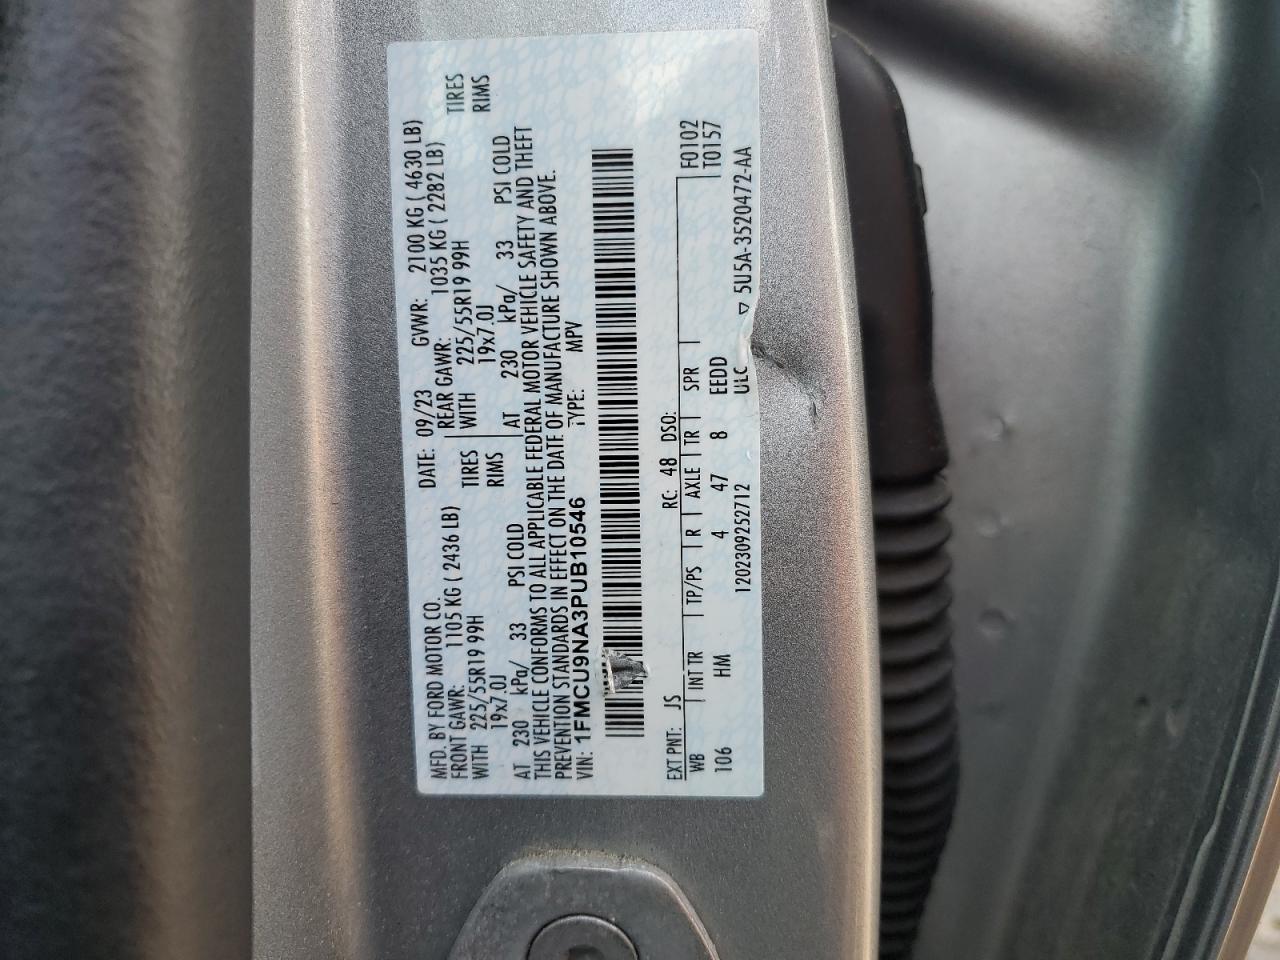 MFD. BY FORD MOTOR CO. DATE: 09/23 GVWR: 2100 KG ( 4630 LB)
FRONT GAWR: 1105 KG ( 2436 LB) REAR GAWR: 1035 KG ( 2282 LB)
WITH 225/55R19 99H TIRES WITH 225/55R19 99H TIRES
19x7.0J RIMS 19x7.0J RIMS
AT 230 kPa/ 33 PSI COLD AT 230 kPa/ 33 PSI COLD
THIS VEHICLE CONFORMS TO ALL APPLICABLE FEDERAL MOTOR VEHICLE SAFETY AND THEFT
PREVENTION STANDARDS IN EFFECT ON THE DATE OF MANUFACTURE SHOWN ABOVE.
VIN: 1FMCU9NA3PUB10546 TYPE: MPV
EXT PNT: JS RC: 48 DSO: F0102
WB INT TR TP/PS R AXLE TR SPR T0157
106 HM 4 47 8 EEDD
1202309252712 ULC ▽ 5U5A-3520472-AA